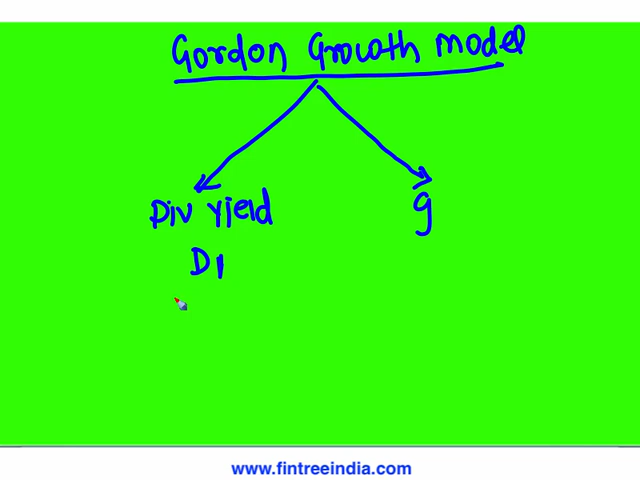 Gordon Growth model
Div yield
g
D1
www.fintreeindia.com